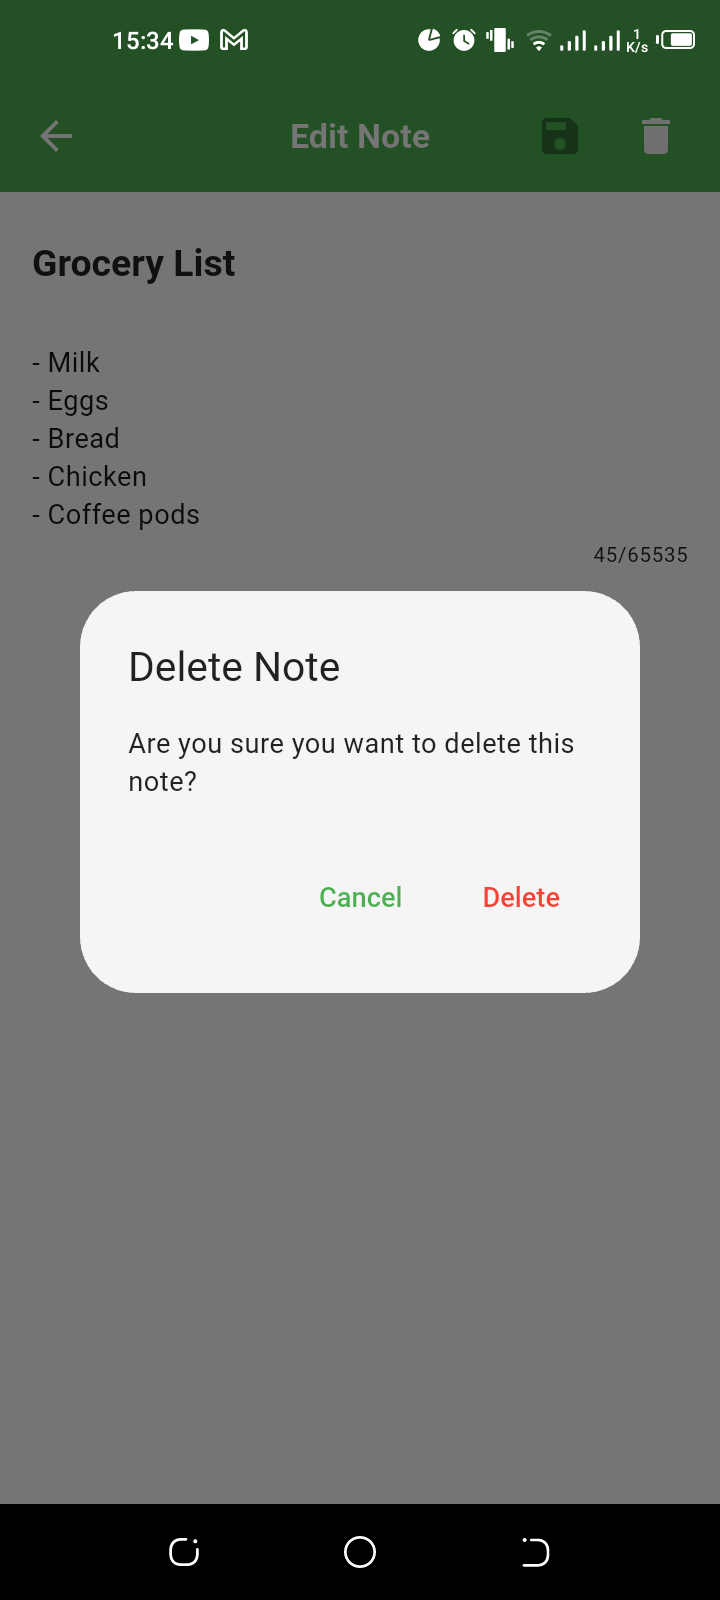 15:34
1
K/s
Edit Note
Grocery List
- Milk
- Eggs
- Bread
- Chicken
- Coffee pods
45/65535
Delete Note
Are you sure you want to delete this
note?
Cancel Delete